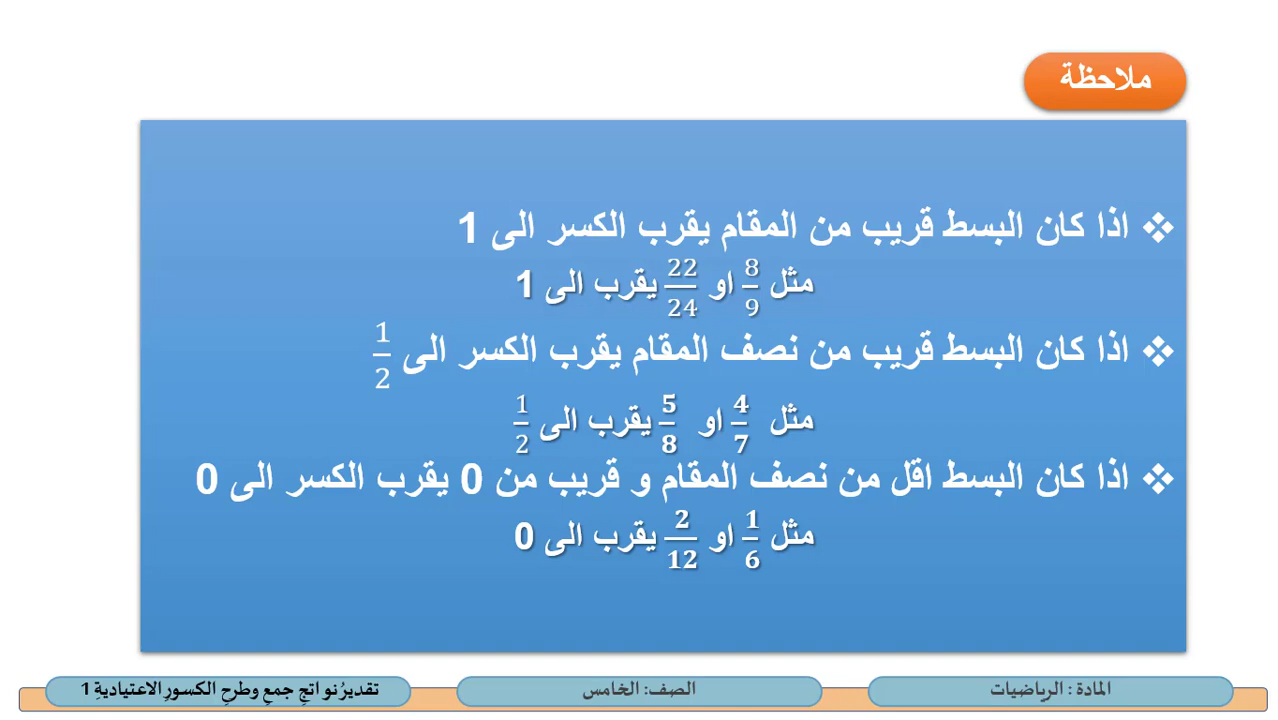 ملاحظة
❖ اذا كان البسط قريب من المقام يقرب الكسر الى 1
مثل 8/9 او 22/24 يقرب الى 1
❖ اذا كان البسط قريب من نصف المقام يقرب الكسر الى 1/2
مثل 4/7 او 5/8 يقرب الى 1/2
❖ اذا كان البسط اقل من نصف المقام و قريب من 0 يقرب الكسر الى 0
مثل 1/6 او 2/12 يقرب الى 0
المادة : الرياضيات
الصف: الخامس
تقديرُ نو اتجِ جمعِ وطرحِ الكسورِ الاعتياديةِ 1